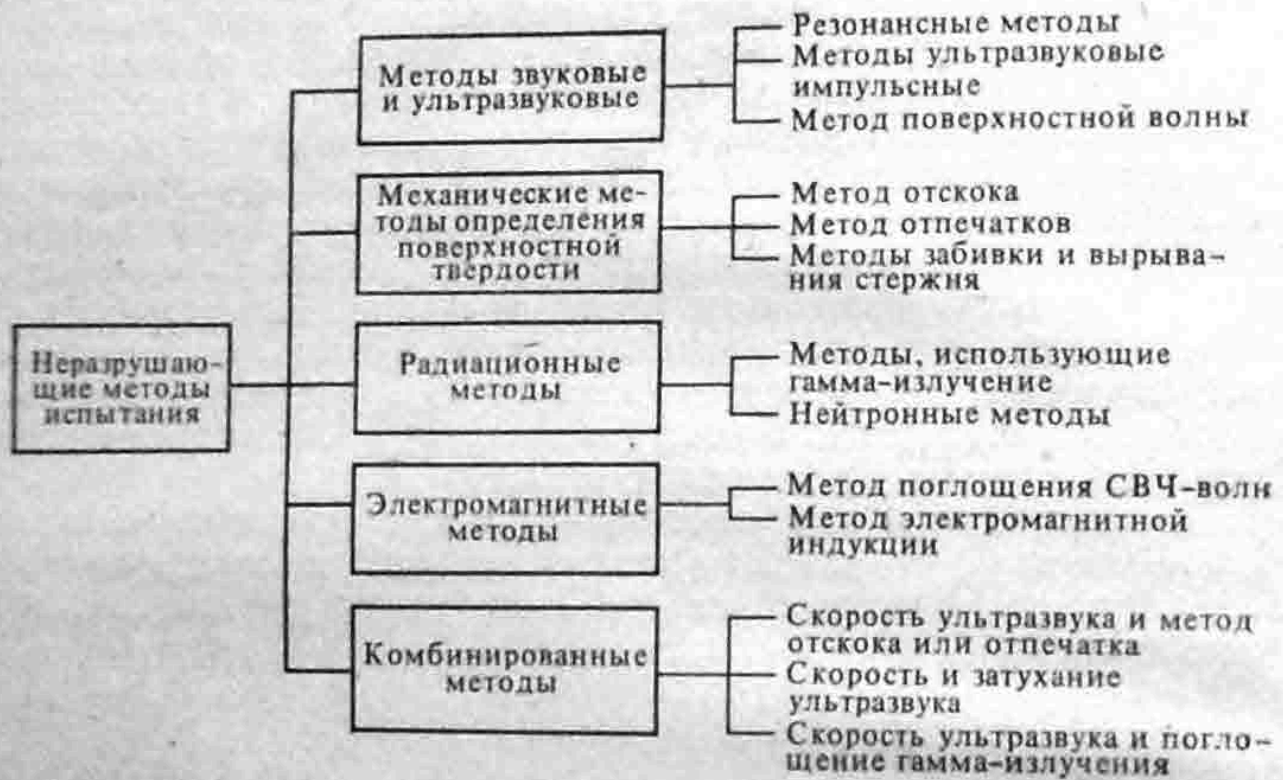 Методы звуковые
и ультразвуковые
Резонансные методы
Методы ультразвуковые
импульсные
Метод поверхностной волны
Механические ме-
тоды определения
поверхностной
твердости
Метод отскока
Метод отпечатков
Методы забивки и вырыва-
ния стержня
Неразрушаю-
щие методы
испытания
Радиационные
методы
Методы, использующие
гамма-излучение
Нейтронные методы
Электромагнитные
методы
Метод поглощения СВЧ-волн
Метод электромагнитной
индукции
Комбинированные
методы
Скорость ультразвука и метод
отскока или отпечатка
Скорость и затухание
ультразвука
Скорость ультразвука и погло-
щение гамма-излучения